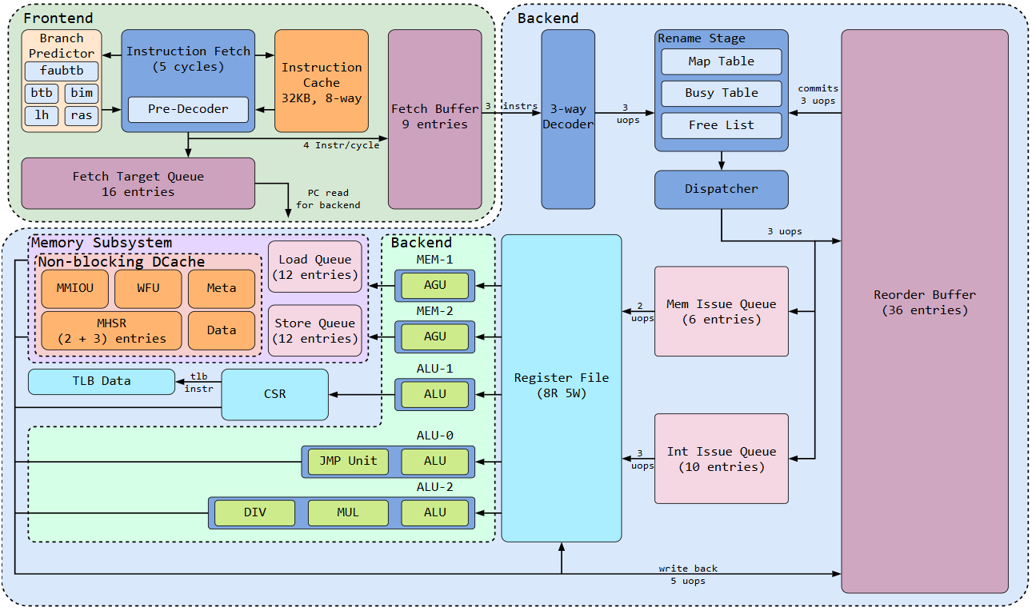 Frontend
Branch
Predictor
faubtb
btb
bim
lh
ras
Instruction Fetch
(5 cycles)
Pre-Decoder
Instruction
Cache
32KB, 8-way
Fetch Buffer
9 entries
4 Instr/cycle
Fetch Target Queue
16 entries
PC read
for backend
Backend
3 instrs
3-way
Decoder
3
uops
Rename Stage
Map Table
Busy Table
Free List
commits
3 uops
Dispatcher
3 uops
Reorder Buffer
(36 entries)
Memory Subsystem
Non-blocking DCache
MMIOU
WFU
Meta
MHSR
(2 + 3) entries
Data
Load Queue
(12 entries)
Store Queue
(12 entries)
Backend
MEM-1
AGU
MEM-2
AGU
ALU-1
ALU
TLB Data
tlb
instr
CSR
ALU-0
JMP Unit
ALU
ALU-2
DIV
MUL
ALU
Register File
(8R 5W)
2
uops
Mem Issue Queue
(6 entries)
3
uops
Int Issue Queue
(10 entries)
write back
5 uops